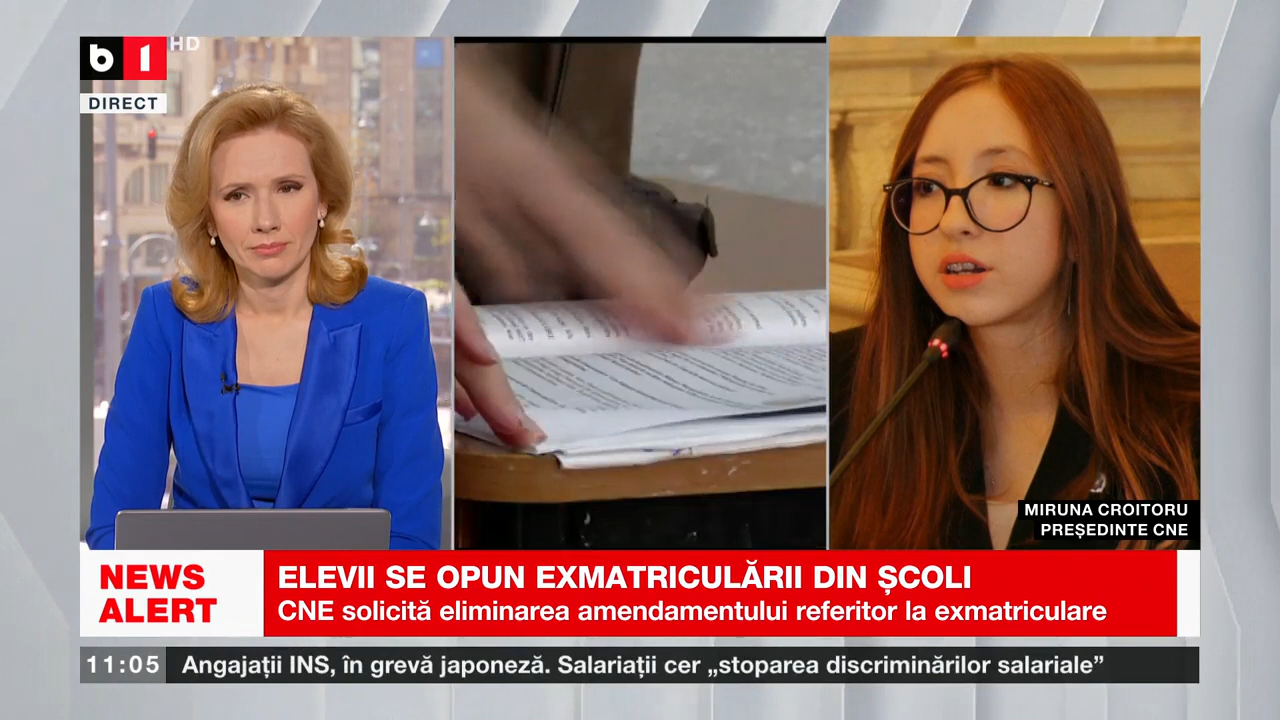 b1 HD
DIRECT
MIRUNA CROITORU
PREȘEDINTE CNE
NEWS
ALERT
ELEVII SE OPUN EXMATRICULĂRII DIN ȘCOLI
CNE solicită eliminarea amendamentului referitor la exmatriculare
11:05 Angajații INS, în grevă japoneză. Salariații cer „stoparea discriminărilor salariale”